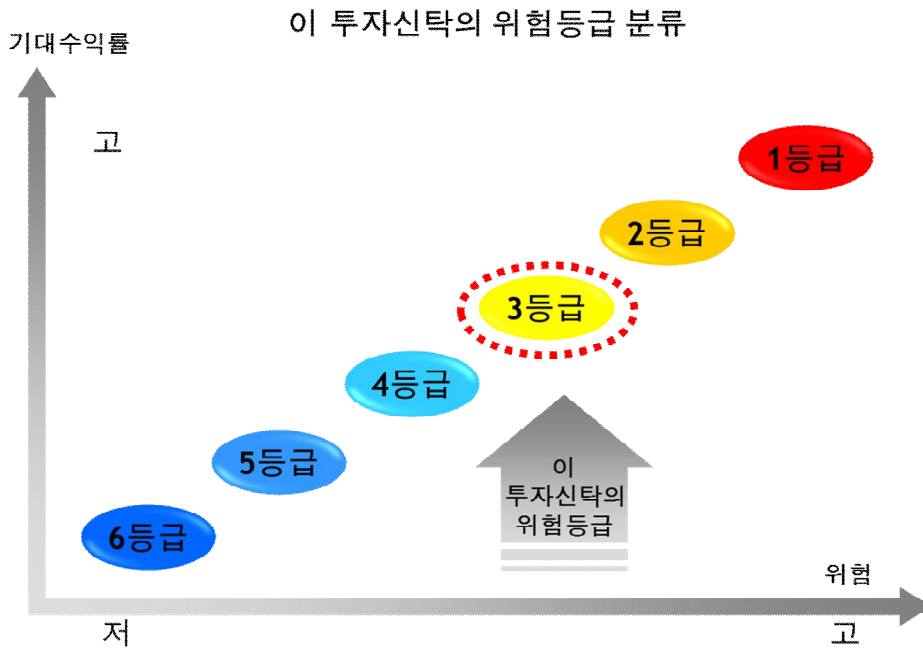 이 투자신탁의 위험등급 분류
기대수익률
고
1등급
2등급
3등급
4등급
5등급
6등급
이
투자신탁의
위험등급
위험
저
고